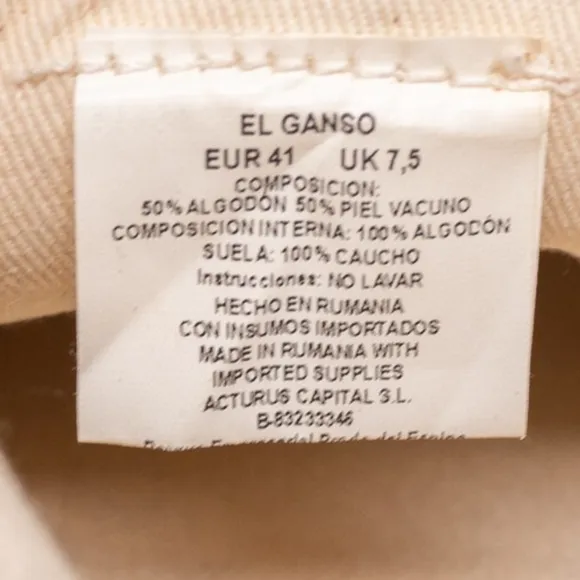 EL GANSO
EUR 41 UK 7,5
COMPOSICION:
50% ALGODÓN 50% PIEL VACUNO
COMPOSICION INTERNA: 100% ALGODÓN
SUELA: 100% CAUCHO
Instrucciones: NO LAVAR
HECHO EN RUMANIA
CON INSUMOS IMPORTADOS
MADE IN RUMANIA WITH
IMPORTED SUPPLIES
ACTURUS CAPITAL S.L.
B-83233346